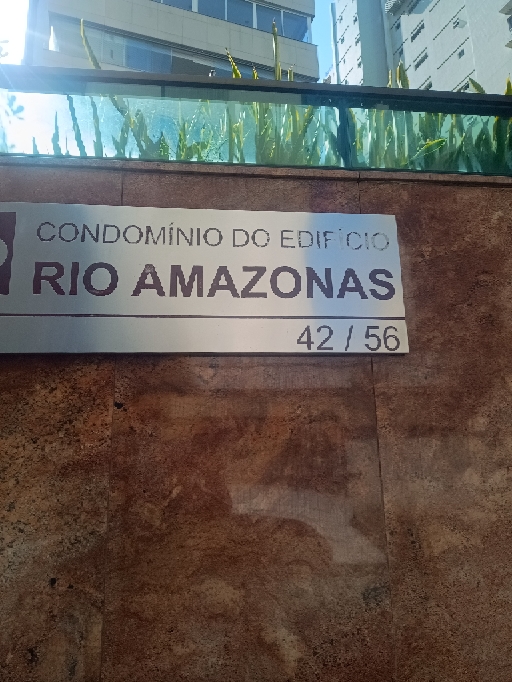 CONDOMÍNIO DO EDIFÍCIO
RIO AMAZONAS
42 / 56